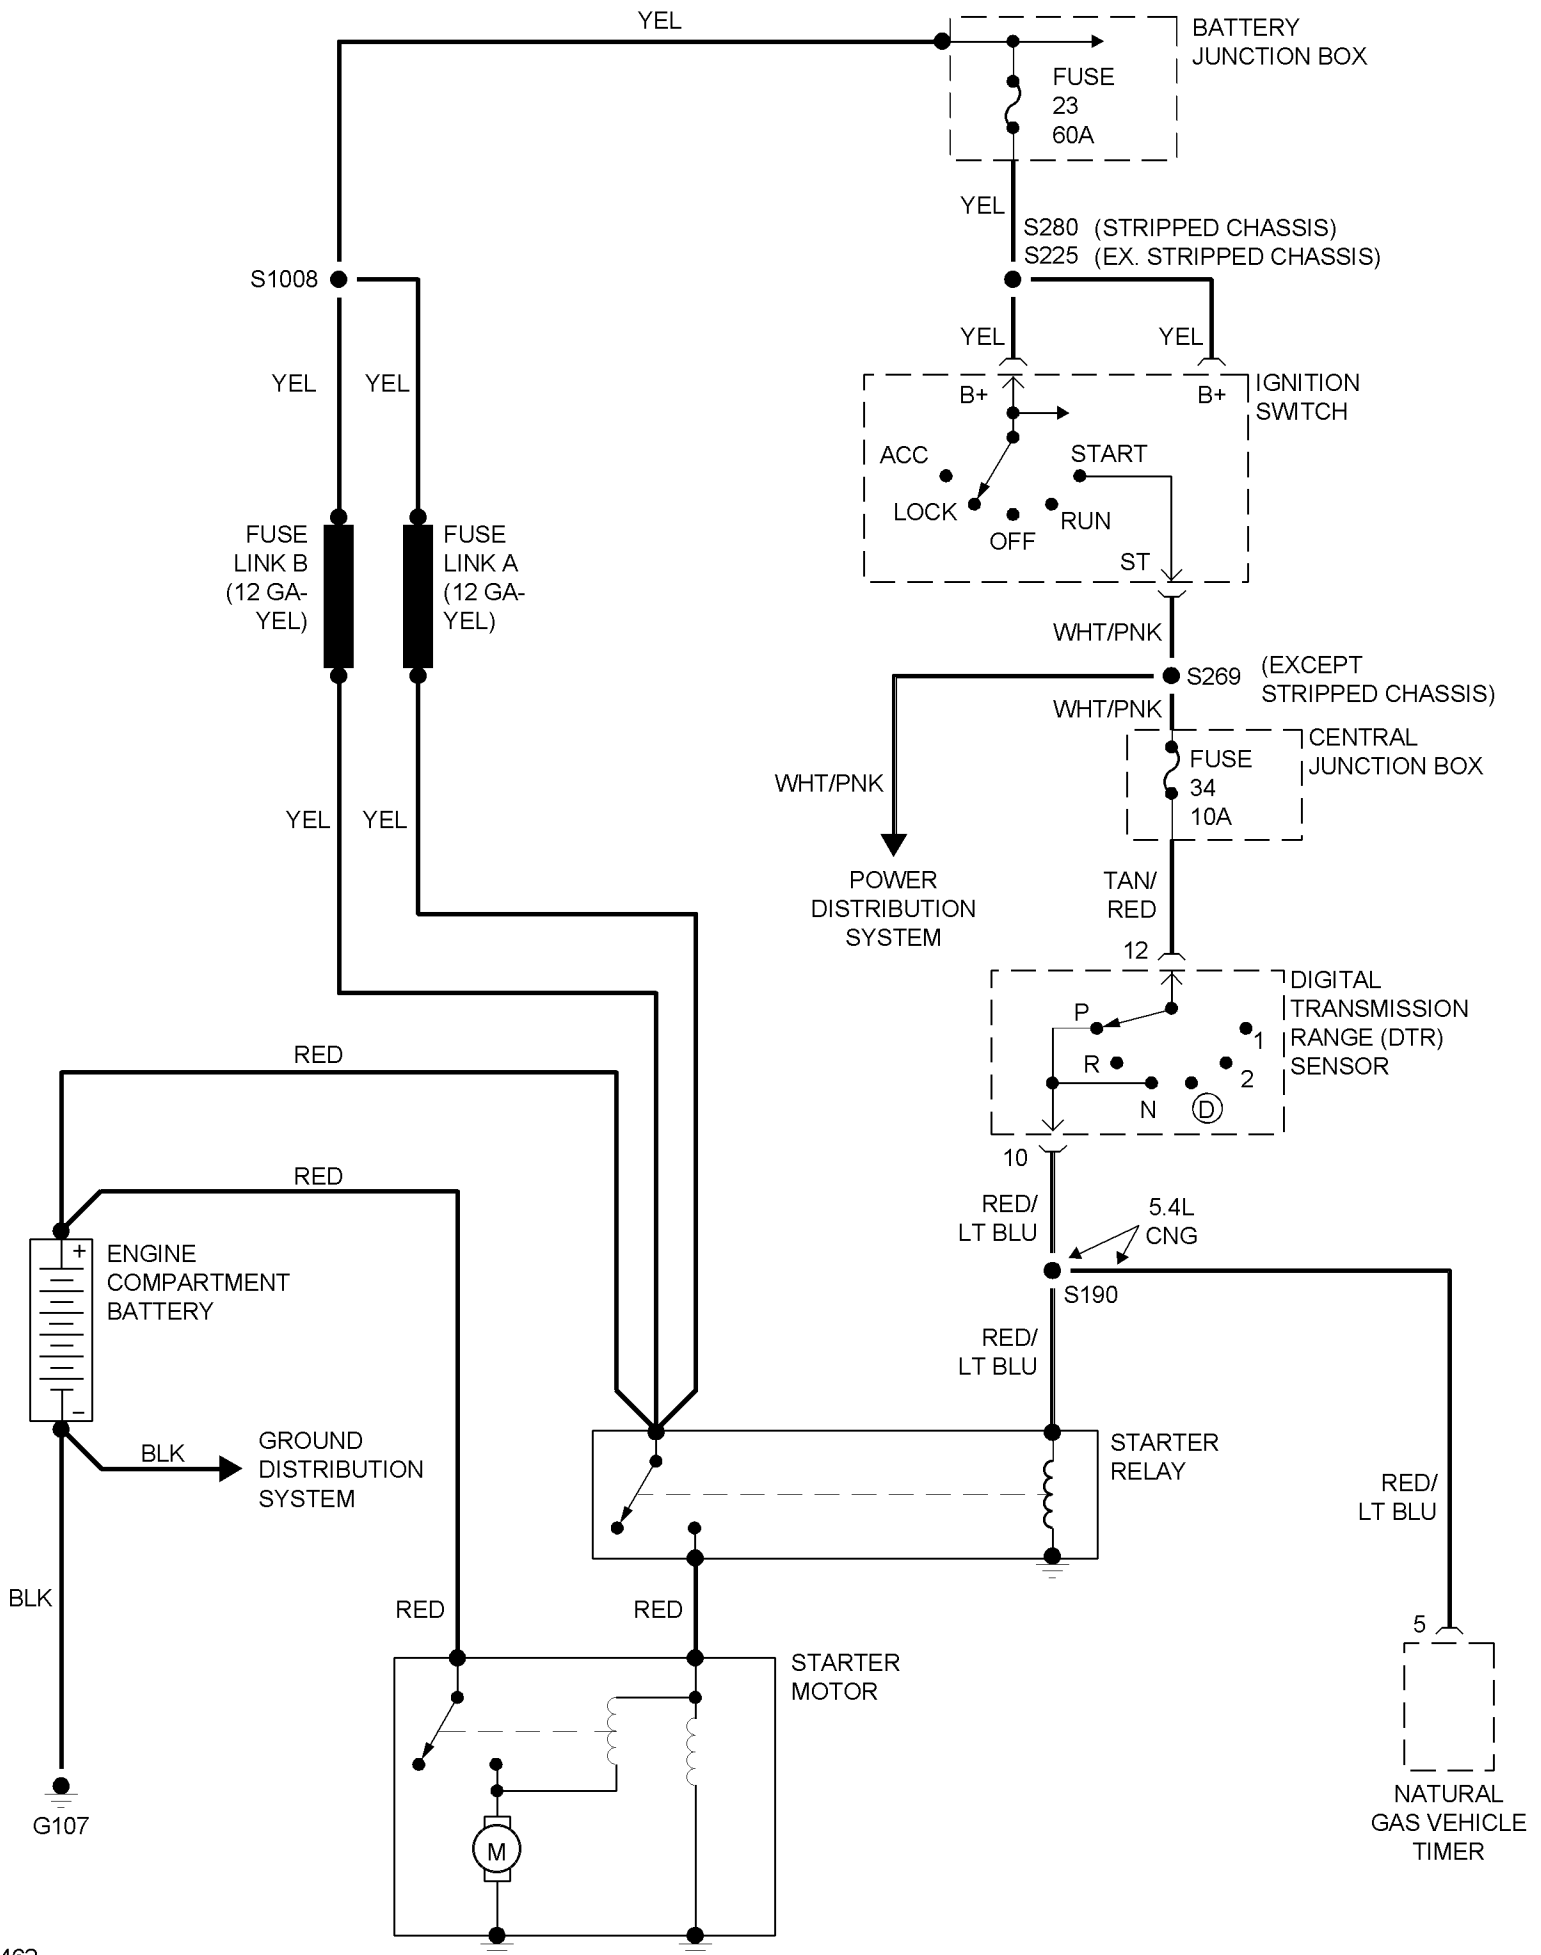 YEL
BATTERY
JUNCTION BOX
FUSE
23
60A
YEL
S280 (STRIPPED CHASSIS)
S225 (EX. STRIPPED CHASSIS)
S1008
YEL
YEL
YEL
YEL
B+
B+
IGNITION
SWITCH
ACC
START
LOCK
RUN
OFF
ST
FUSE
LINK B
(12 GA-
YEL)
FUSE
LINK A
(12 GA-
YEL)
WHT/PNK
S269
(EXCEPT
STRIPPED CHASSIS)
WHT/PNK
CENTRAL
JUNCTION BOX
FUSE
34
10A
WHT/PNK
YEL
YEL
POWER
DISTRIBUTION
SYSTEM
TAN/
RED
12
DIGITAL
TRANSMISSION
RANGE (DTR)
SENSOR
P
1
R
2
N
D
RED
10
RED
RED/
LT BLU
5.4L
CNG
+
ENGINE
COMPARTMENT
BATTERY
−
S190
RED/
LT BLU
BLK
GROUND
DISTRIBUTION
SYSTEM
STARTER
RELAY
RED/
LT BLU
BLK
RED
RED
5
STARTER
MOTOR
M
G107
NATURAL
GAS VEHICLE
TIMER